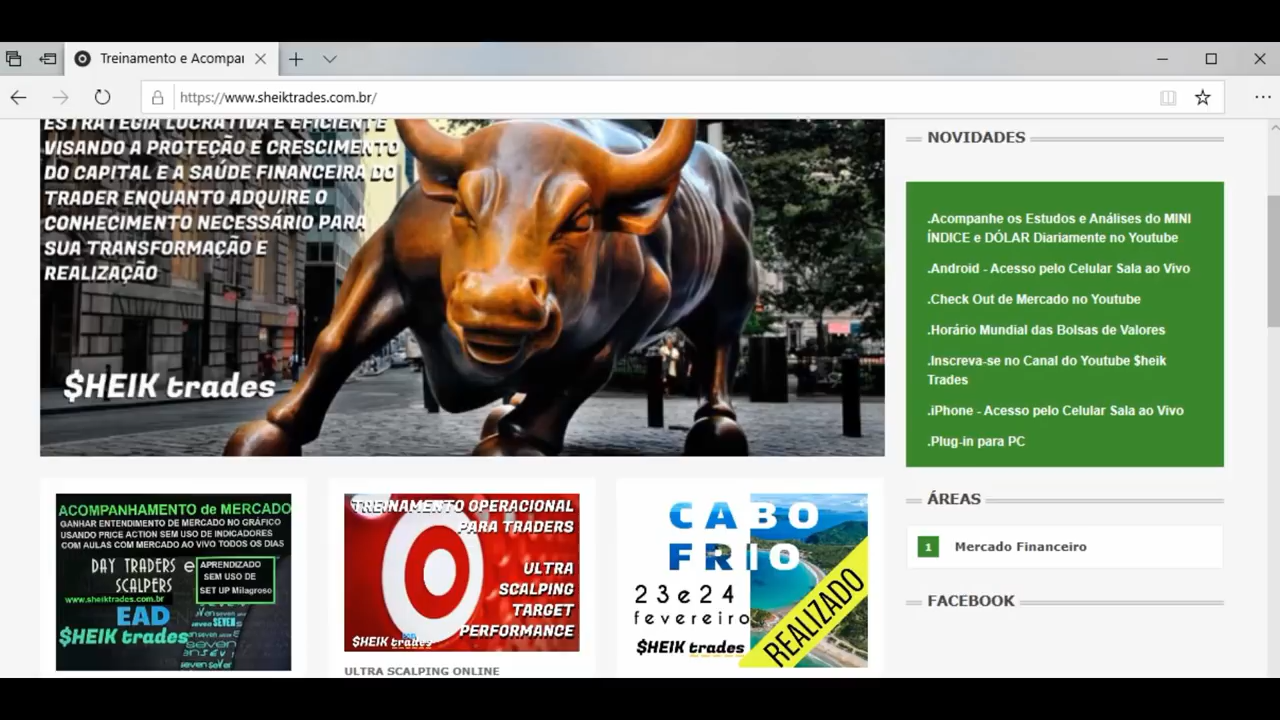 Treinamento e Acompai
https://www.sheiktrades.com.br/
ESTRATÉGIA LUCRATIVA E EFICIENTE
VISANDO A PROTEÇÃO E CRESCIMENTO
DO CAPITAL E A SAÚDE FINANCEIRA DO
TRADER ENQUANTO ADQUIRE O
CONHECIMENTO NECESSÁRIO PARA
SUA TRANSFORMAÇÃO E
REALIZAÇÃO
$HEIK trades
NOVIDADES
.Acompanhe os Estudos e Análises do MINI
ÍNDICE e DÓLAR Diariamente no Youtube
.Android - Acesso pelo Celular Sala ao Vivo
.Check Out de Mercado no Youtube
.Horário Mundial das Bolsas de Valores
.Inscreva-se no Canal do Youtube $heik
Trades
.iPhone - Acesso pelo Celular Sala ao Vivo
.Plug-in para PC
ÁREAS
1 Mercado Financeiro
FACEBOOK
ACOMPANHAMENTO de MERCADO
GANHAR ENTENDIMENTO DE MERCADO NO GRÁFICO
USANDO PRICE ACTION SEM USO DE INDICADORES
COM AULAS COM MERCADO AO VIVO TODOS OS DIAS
DAY TRADERS e
SCALPERS
APRENDIZADO
SEM USO DE
SET UP Milagroso
www.sheiktrades.com.br
EAD
$HEIK trades
TREINAMENTO OPERACIONAL
PARA TRADERS
ULTRA
SCALPING
TARGET
PERFORMANCE
$HEIK trades
ULTRA SCALPING ONLINE
CABO
FRIO
23 e 24
fevereiro
$HEIK trades
REALIZADO